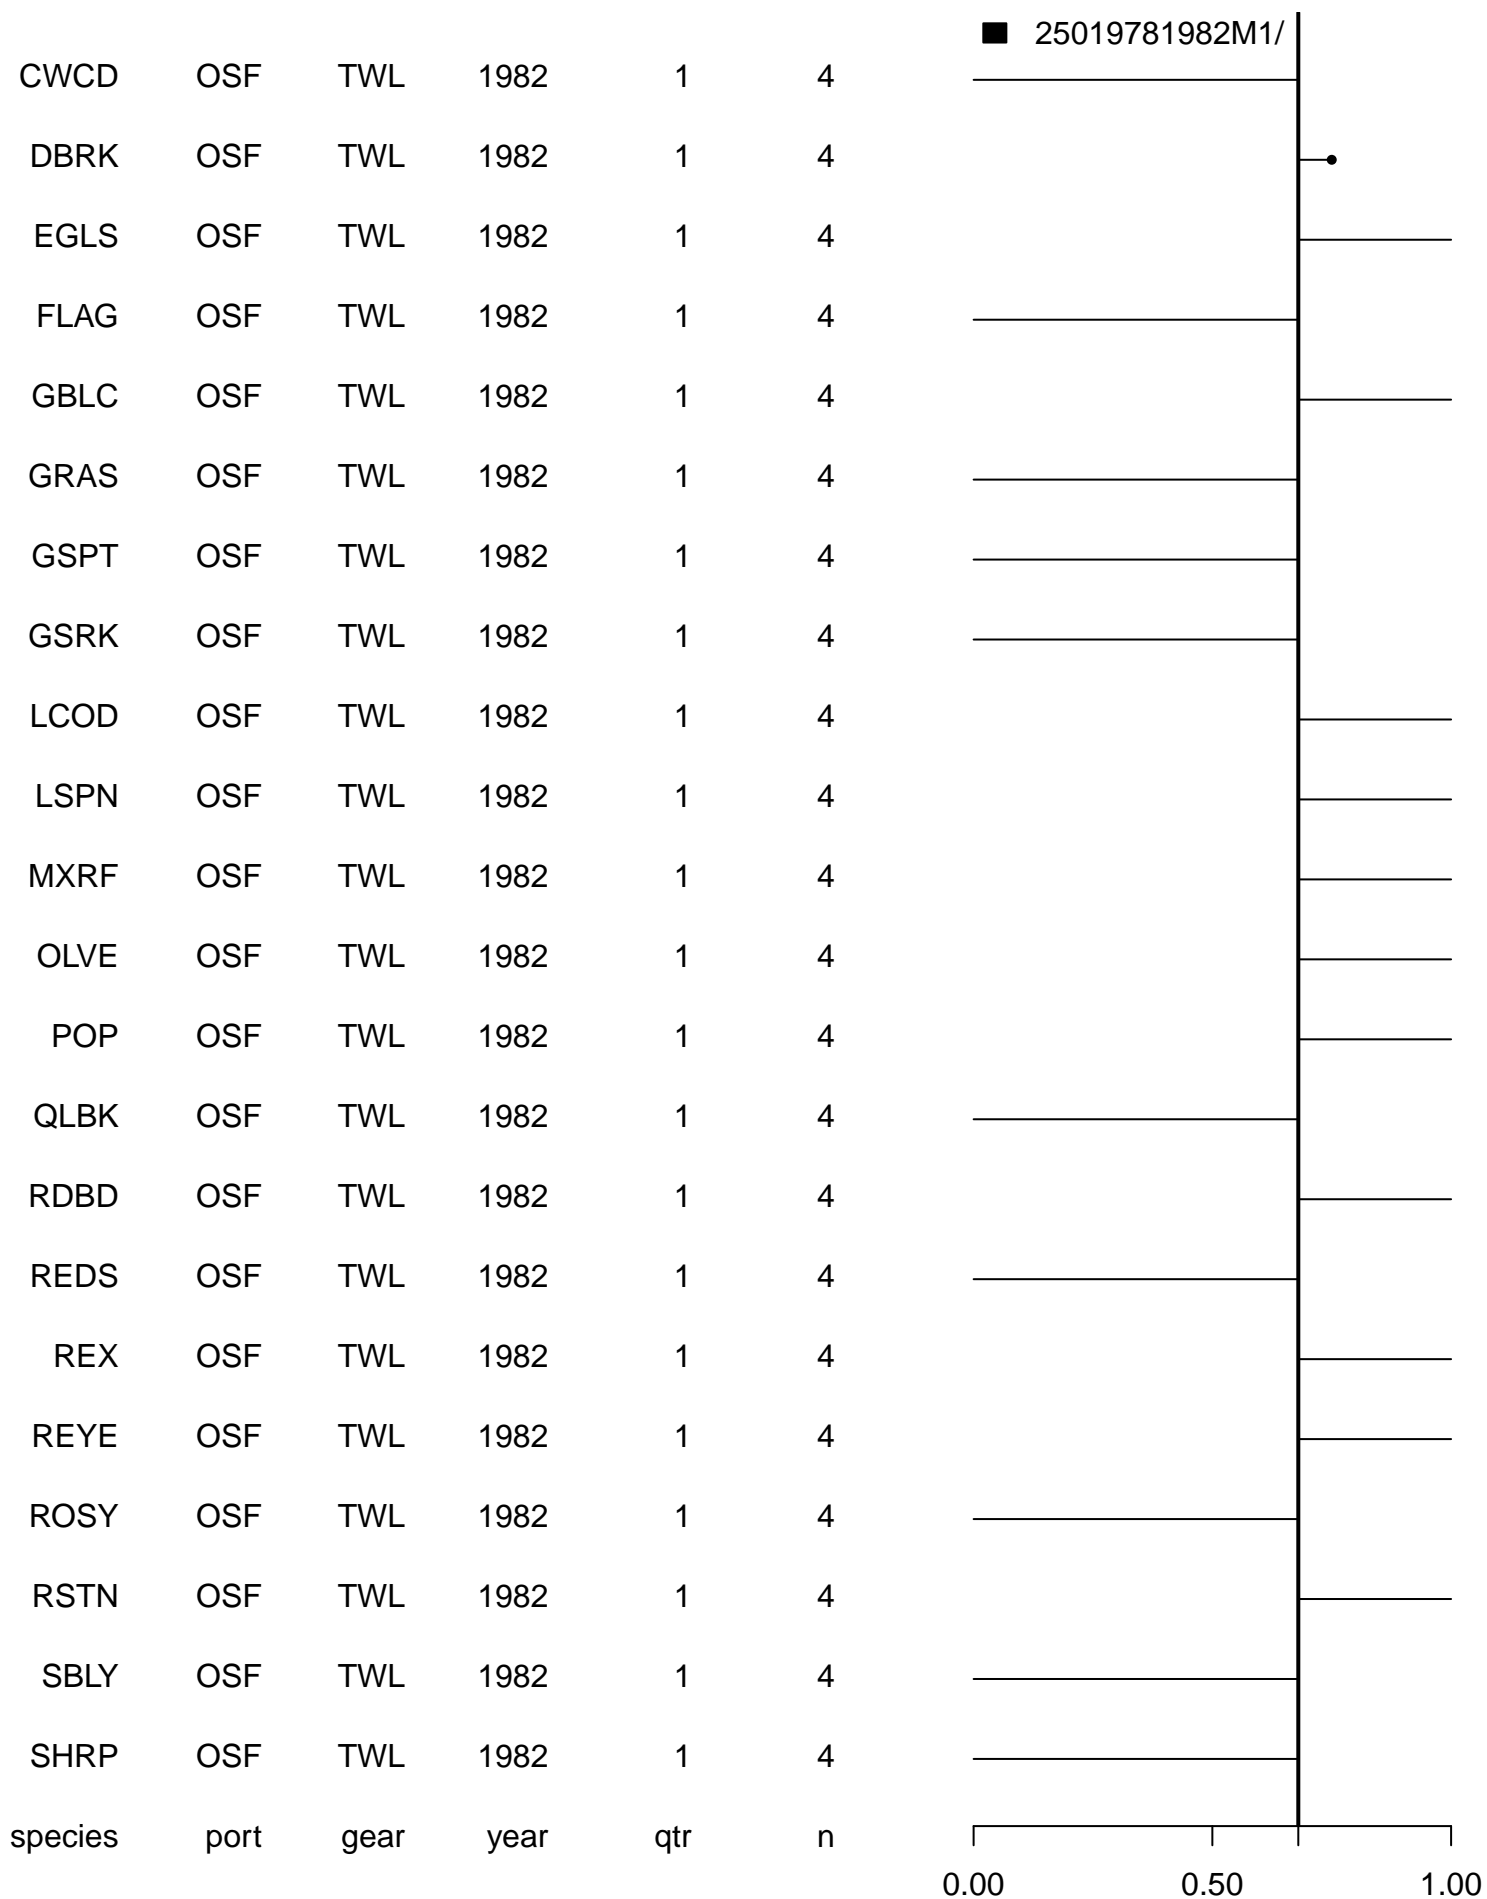 25019781982M1/
CWCD OSF TWL 1982 1 4
DBRK OSF TWL 1982 1 4
EGLS OSF TWL 1982 1 4
FLAG OSF TWL 1982 1 4
GBLC OSF TWL 1982 1 4
GRAS OSF TWL 1982 1 4
GSPT OSF TWL 1982 1 4
GSRK OSF TWL 1982 1 4
LCOD OSF TWL 1982 1 4
LSPN OSF TWL 1982 1 4
MXRF OSF TWL 1982 1 4
OLVE OSF TWL 1982 1 4
POP OSF TWL 1982 1 4
QLBK OSF TWL 1982 1 4
RDBD OSF TWL 1982 1 4
REDS OSF TWL 1982 1 4
REX OSF TWL 1982 1 4
REYE OSF TWL 1982 1 4
ROSY OSF TWL 1982 1 4
RSTN OSF TWL 1982 1 4
SBLY OSF TWL 1982 1 4
SHRP OSF TWL 1982 1 4
species port gear year qtr n
0.00 0.50 1.00